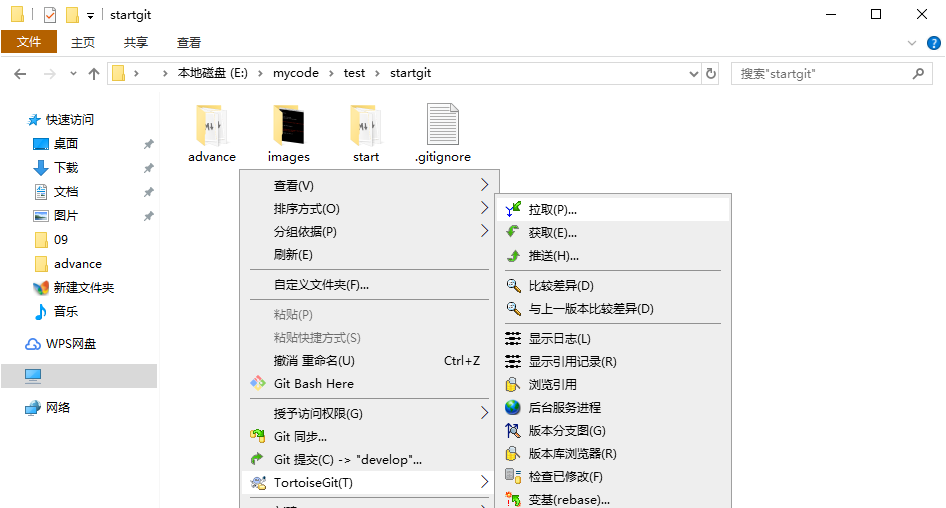 startgit
文件 主页 共享 查看
本地磁盘 (E:) mycode test startgit 搜索"startgit"
快速访问
桌面
下载
文档
图片
09
advance
新建文件夹
音乐
WPS网盘
网络
advance images start .gitignore
查看(V)
排序方式(O)
分组依据(P)
刷新(E)
自定义文件夹(F)...
粘贴(P)
粘贴快捷方式(S)
撤消 重命名(U) Ctrl+Z
Git Bash Here
授予访问权限(G)
Git 同步...
Git 提交(C) -> "develop"...
TortoiseGit(T)
拉取(P)...
获取(E)...
推送(H)...
比较差异(D)
与上一版本比较差异(D)
显示日志(L)
显示引用记录(R)
浏览引用
后台服务进程
版本分支图(G)
版本库浏览器(R)
检查已修改(F)
变基(rebase)...